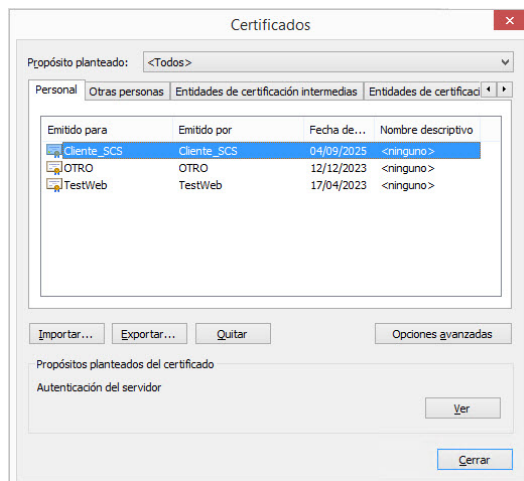 Certificados
Propósito planteado: <Todos>
Personal Otras personas Entidades de certificación intermedias Entidades de certificaci
Emitido para Emitido por Fecha de... Nombre descriptivo
Cliente_SCS Cliente_SCS 04/09/2025 <ninguno>
OTRO OTRO 12/12/2023 <ninguno>
TestWeb TestWeb 17/04/2023 <ninguno>
Importar... Exportar... Quitar Opciones avanzadas
Propósitos planteados del certificado
Autenticación del servidor
Ver
Cerrar